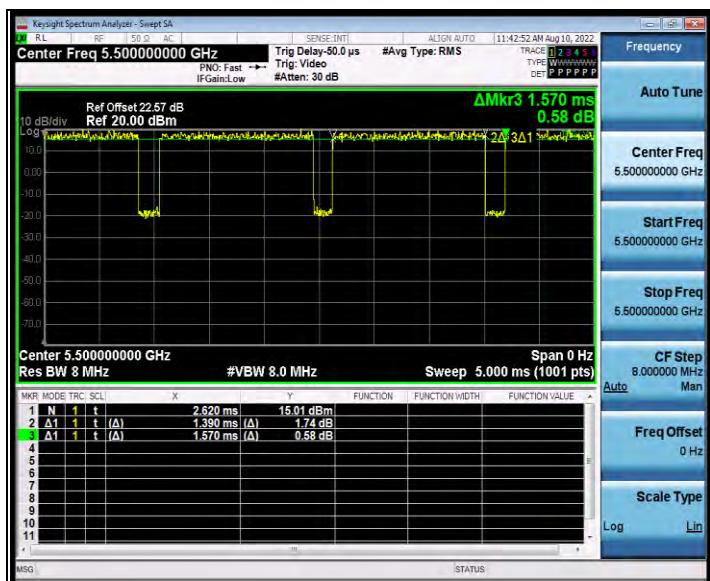 Keysight Spectrum Analyzer - Swept SA
RL RF 50 Ω AC SENSE:INT ALIGN AUTO 11:42:52 AM Aug 10, 2022
Center Freq 5.500000000 GHz
PNO: Fast
IFGain:Low
Trig Delay-50.0 µs
Trig: Video
#Atten: 30 dB
#Avg Type: RMS
TRACE 1 2 3 4 5 6
TYPE WWWWWW
DET P P P P P P
Ref Offset 22.57 dB
Ref 20.00 dBm
10 dB/div
Log
ΔMkr3 1.570 ms
0.58 dB
10.0
0.00
-10.0
-20.0
-30.0
-40.0
-50.0
-60.0
-70.0
2Δ 3Δ1
Center 5.500000000 GHz Span 0 Hz
Res BW 8 MHz #VBW 8.0 MHz Sweep 5.000 ms (1001 pts)
MKR MODE TRC SCL X Y FUNCTION FUNCTION WIDTH FUNCTION VALUE
1 N 1 t 2.620 ms 15.01 dBm
2 Δ1 1 t (Δ) 1.390 ms (Δ) 1.74 dB
3 Δ1 1 t (Δ) 1.570 ms (Δ) 0.58 dB
4
5
6
7
8
9
10
11
MSG STATUS
Frequency
Auto Tune
Center Freq
5.500000000 GHz
Start Freq
5.500000000 GHz
Stop Freq
5.500000000 GHz
CF Step
8.000000 MHz
Auto Man
Freq Offset
0 Hz
Scale Type
Log Lin